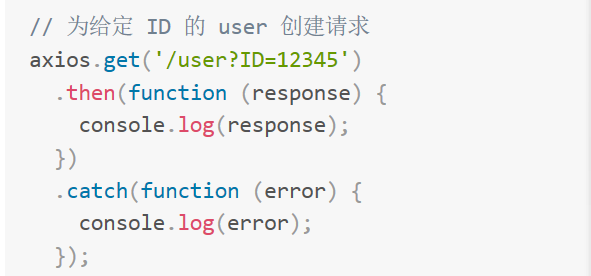 // 为给定 ID 的 user 创建请求
axios.get('/user?ID=12345')
  .then(function (response) {
    console.log(response);
  })
  .catch(function (error) {
    console.log(error);
  });